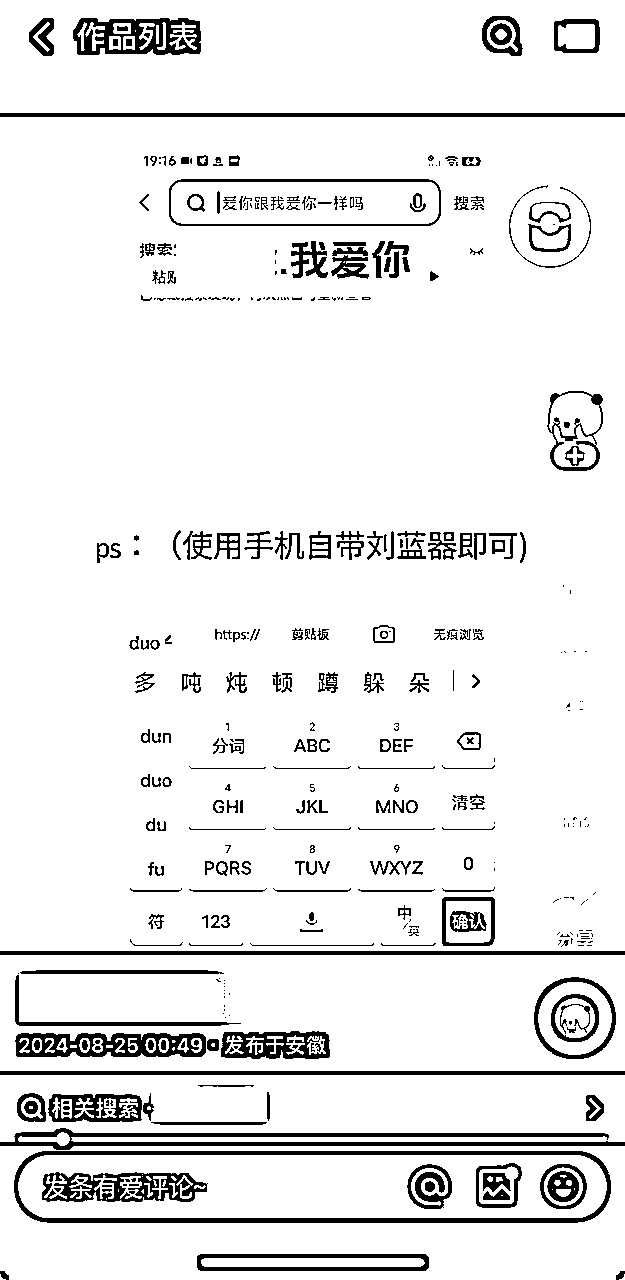 作品列表
19:16
64
爱你跟我爱你一样吗
搜索
搜索
粘贴
.我爱你
ps：（使用手机自带刘蓝器即可)
duo
https://
剪贴板
无痕浏览
多 吨 炖 顿 蹲 躲 朵
dun
1
分词
2
ABC
3
DEF
duo
4
GHI
5
JKL
6
MNO
清空
du
7
PQRS
8
TUV
9
WXYZ
0
fu
符
123
中/英
确认
分享
2024-08-25 00:49 · 发布于安徽
相关搜索
发条有爱评论~